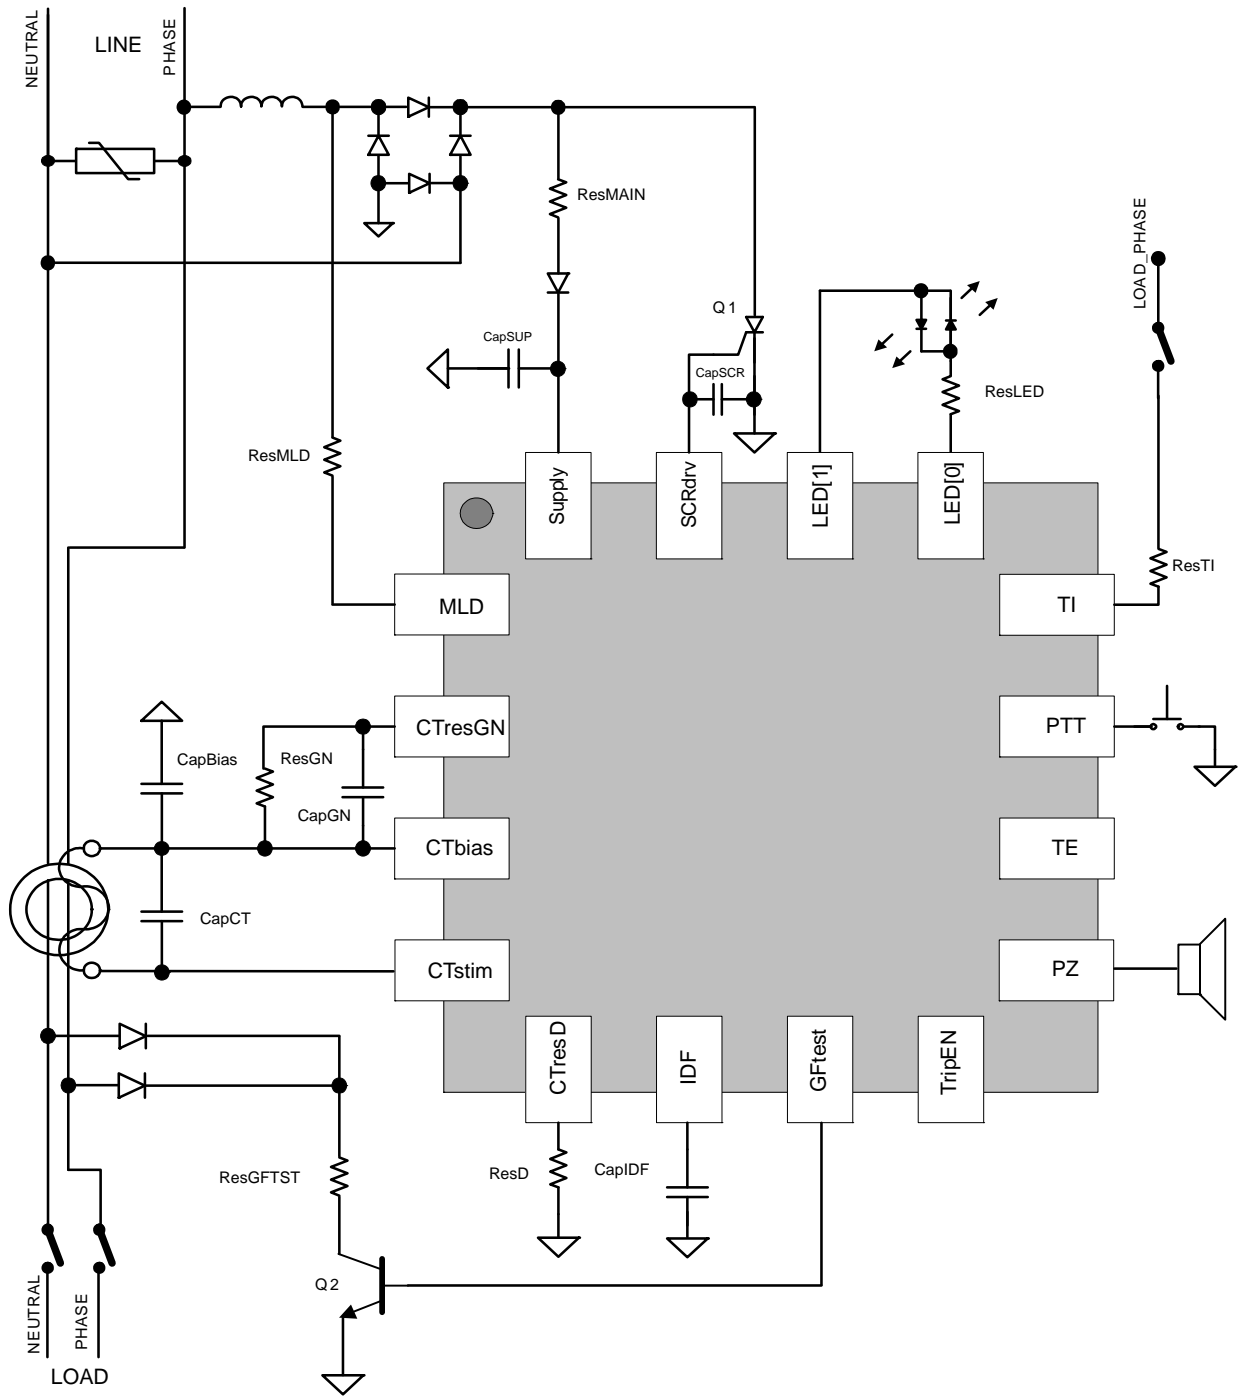 NEUTRAL
LINE
PHASE
ResMAIN
LOAD_PHASE
Q1
CapSUP
CapSCR
ResLED
ResMLD
Supply
SCRdrv
LED[1]
LED[0]
ResTI
MLD
TI
CTresGN
PTT
CapBias
ResGN
CapGN
CTbias
TE
CapCT
CTstim
PZ
CTresD
IDF
GFtest
TripEN
ResGFTST
ResD
CapIDF
Q2
NEUTRAL
PHASE
LOAD